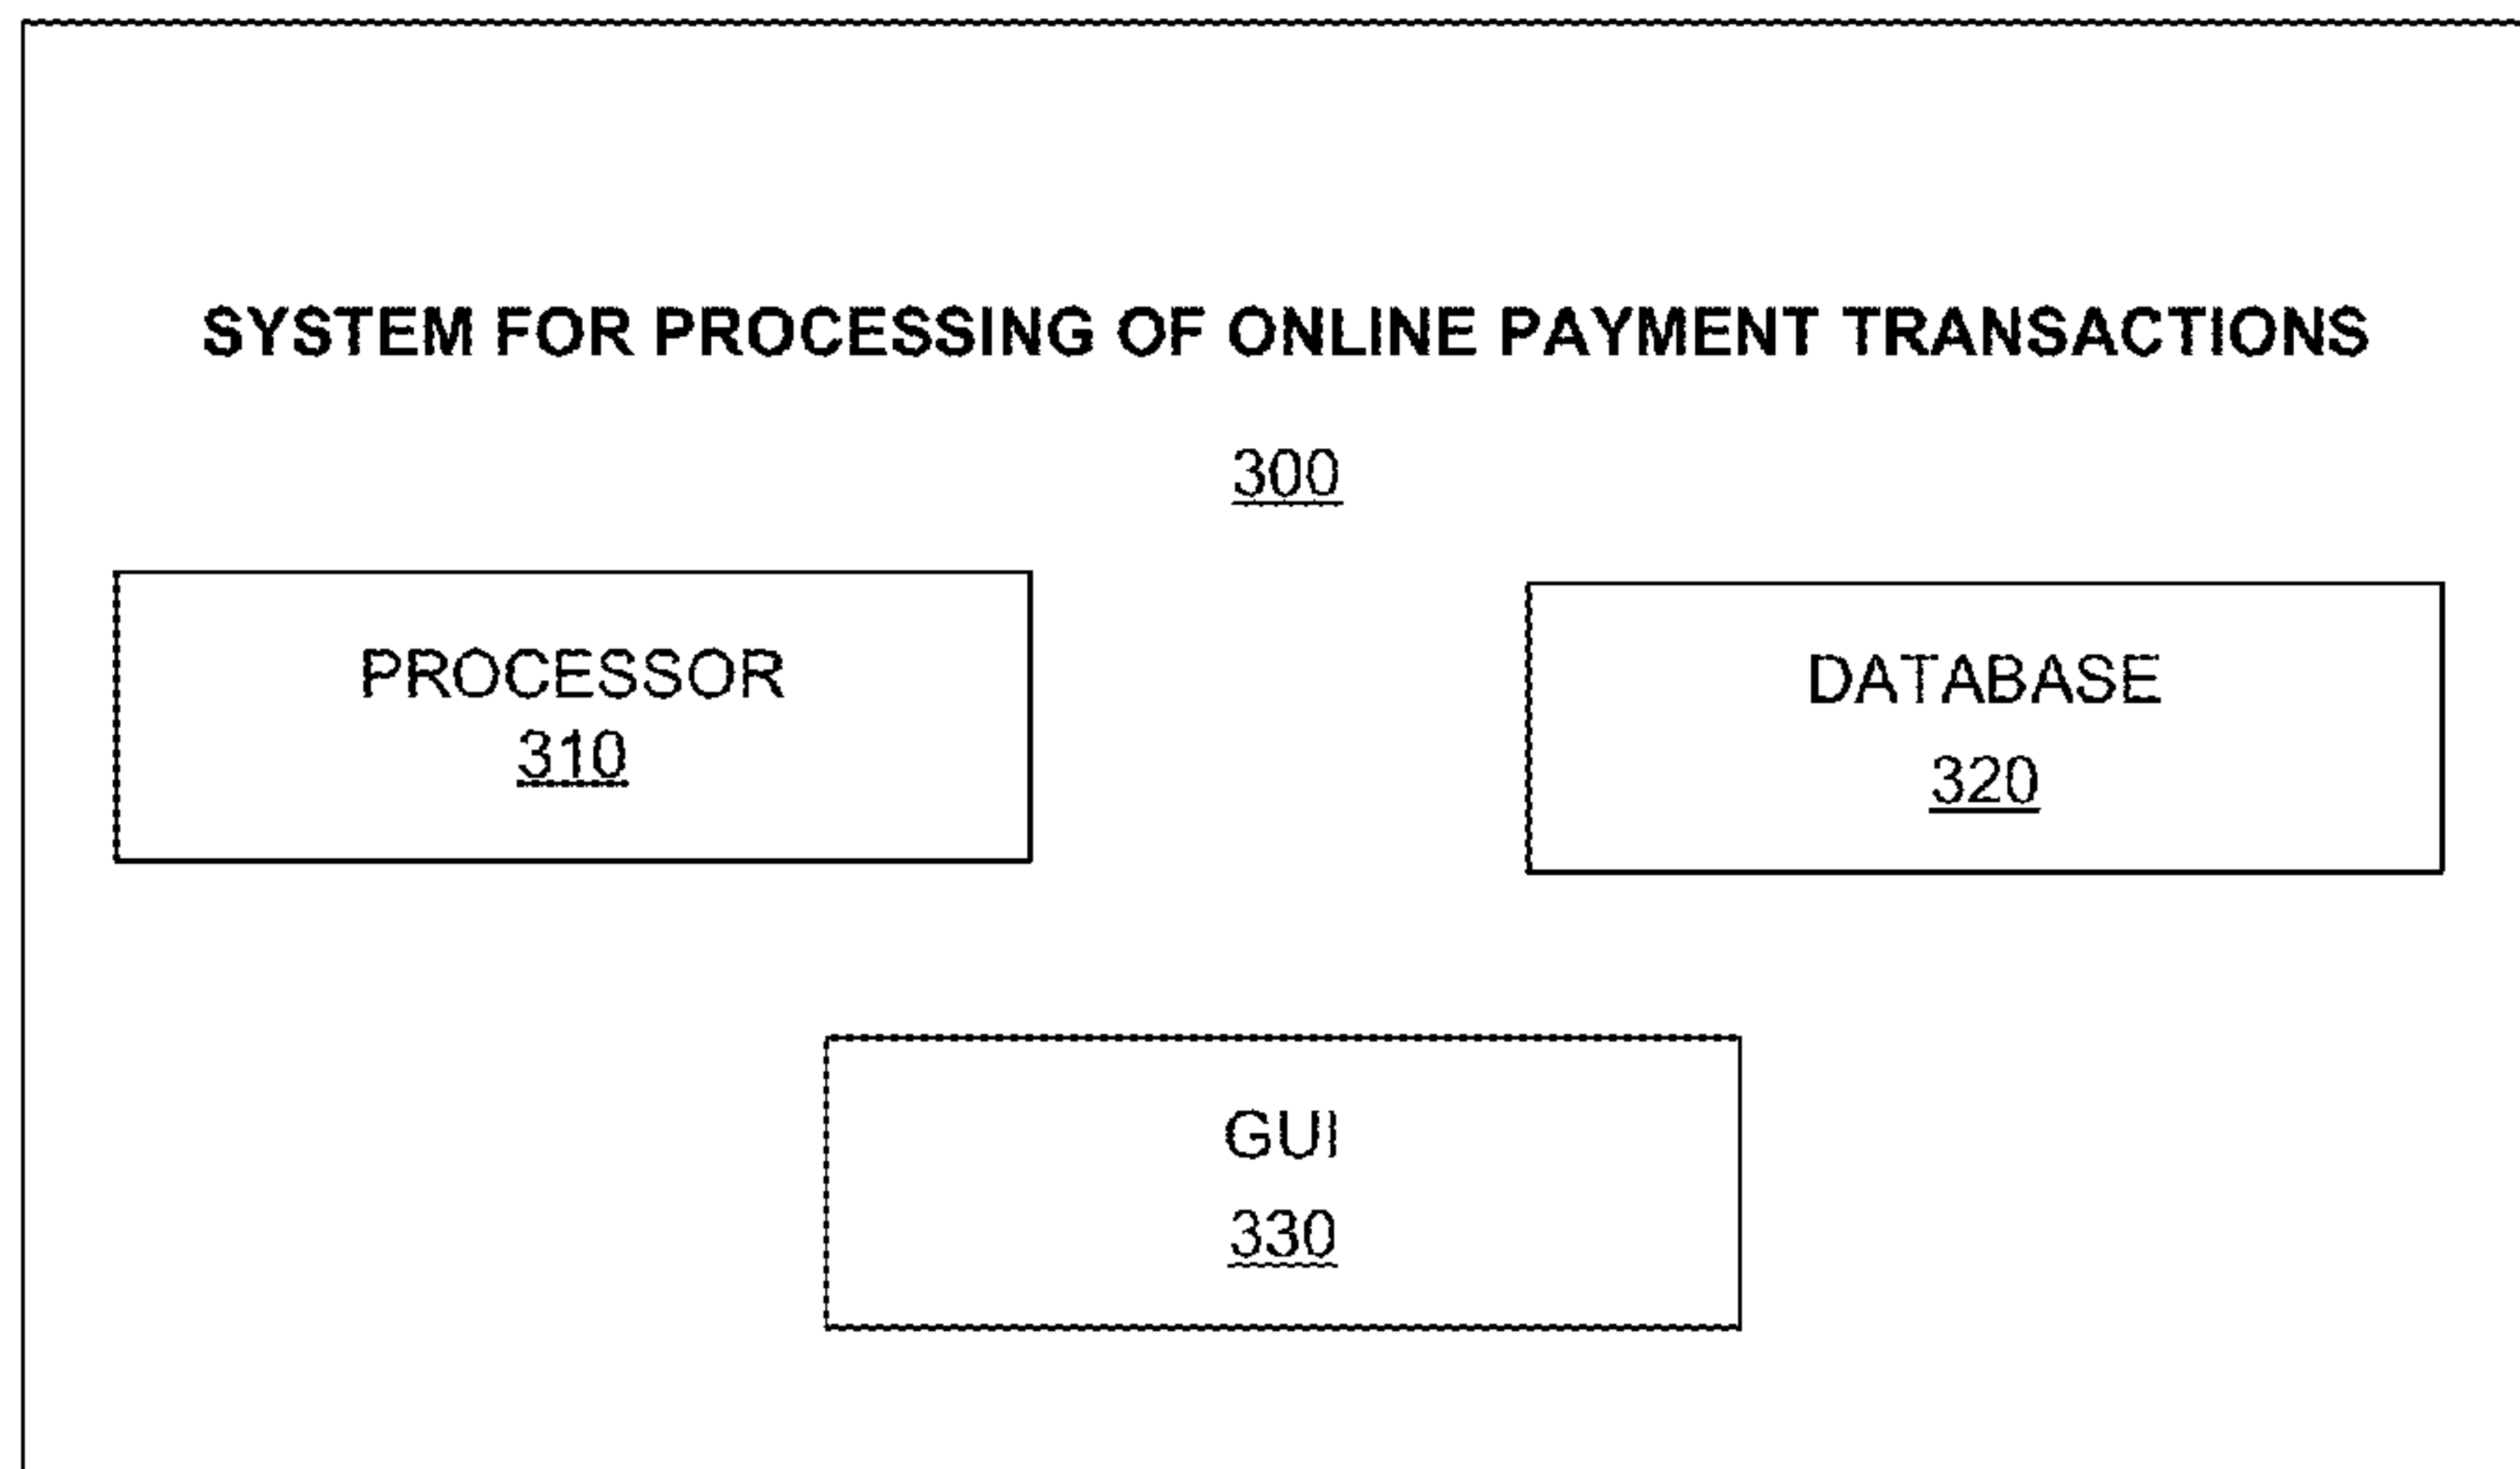 SYSTEM FOR PROCESSING OF ONLINE PAYMENT TRANSACTIONS
300
PROCESSOR
310
DATABASE
320
GUI
330